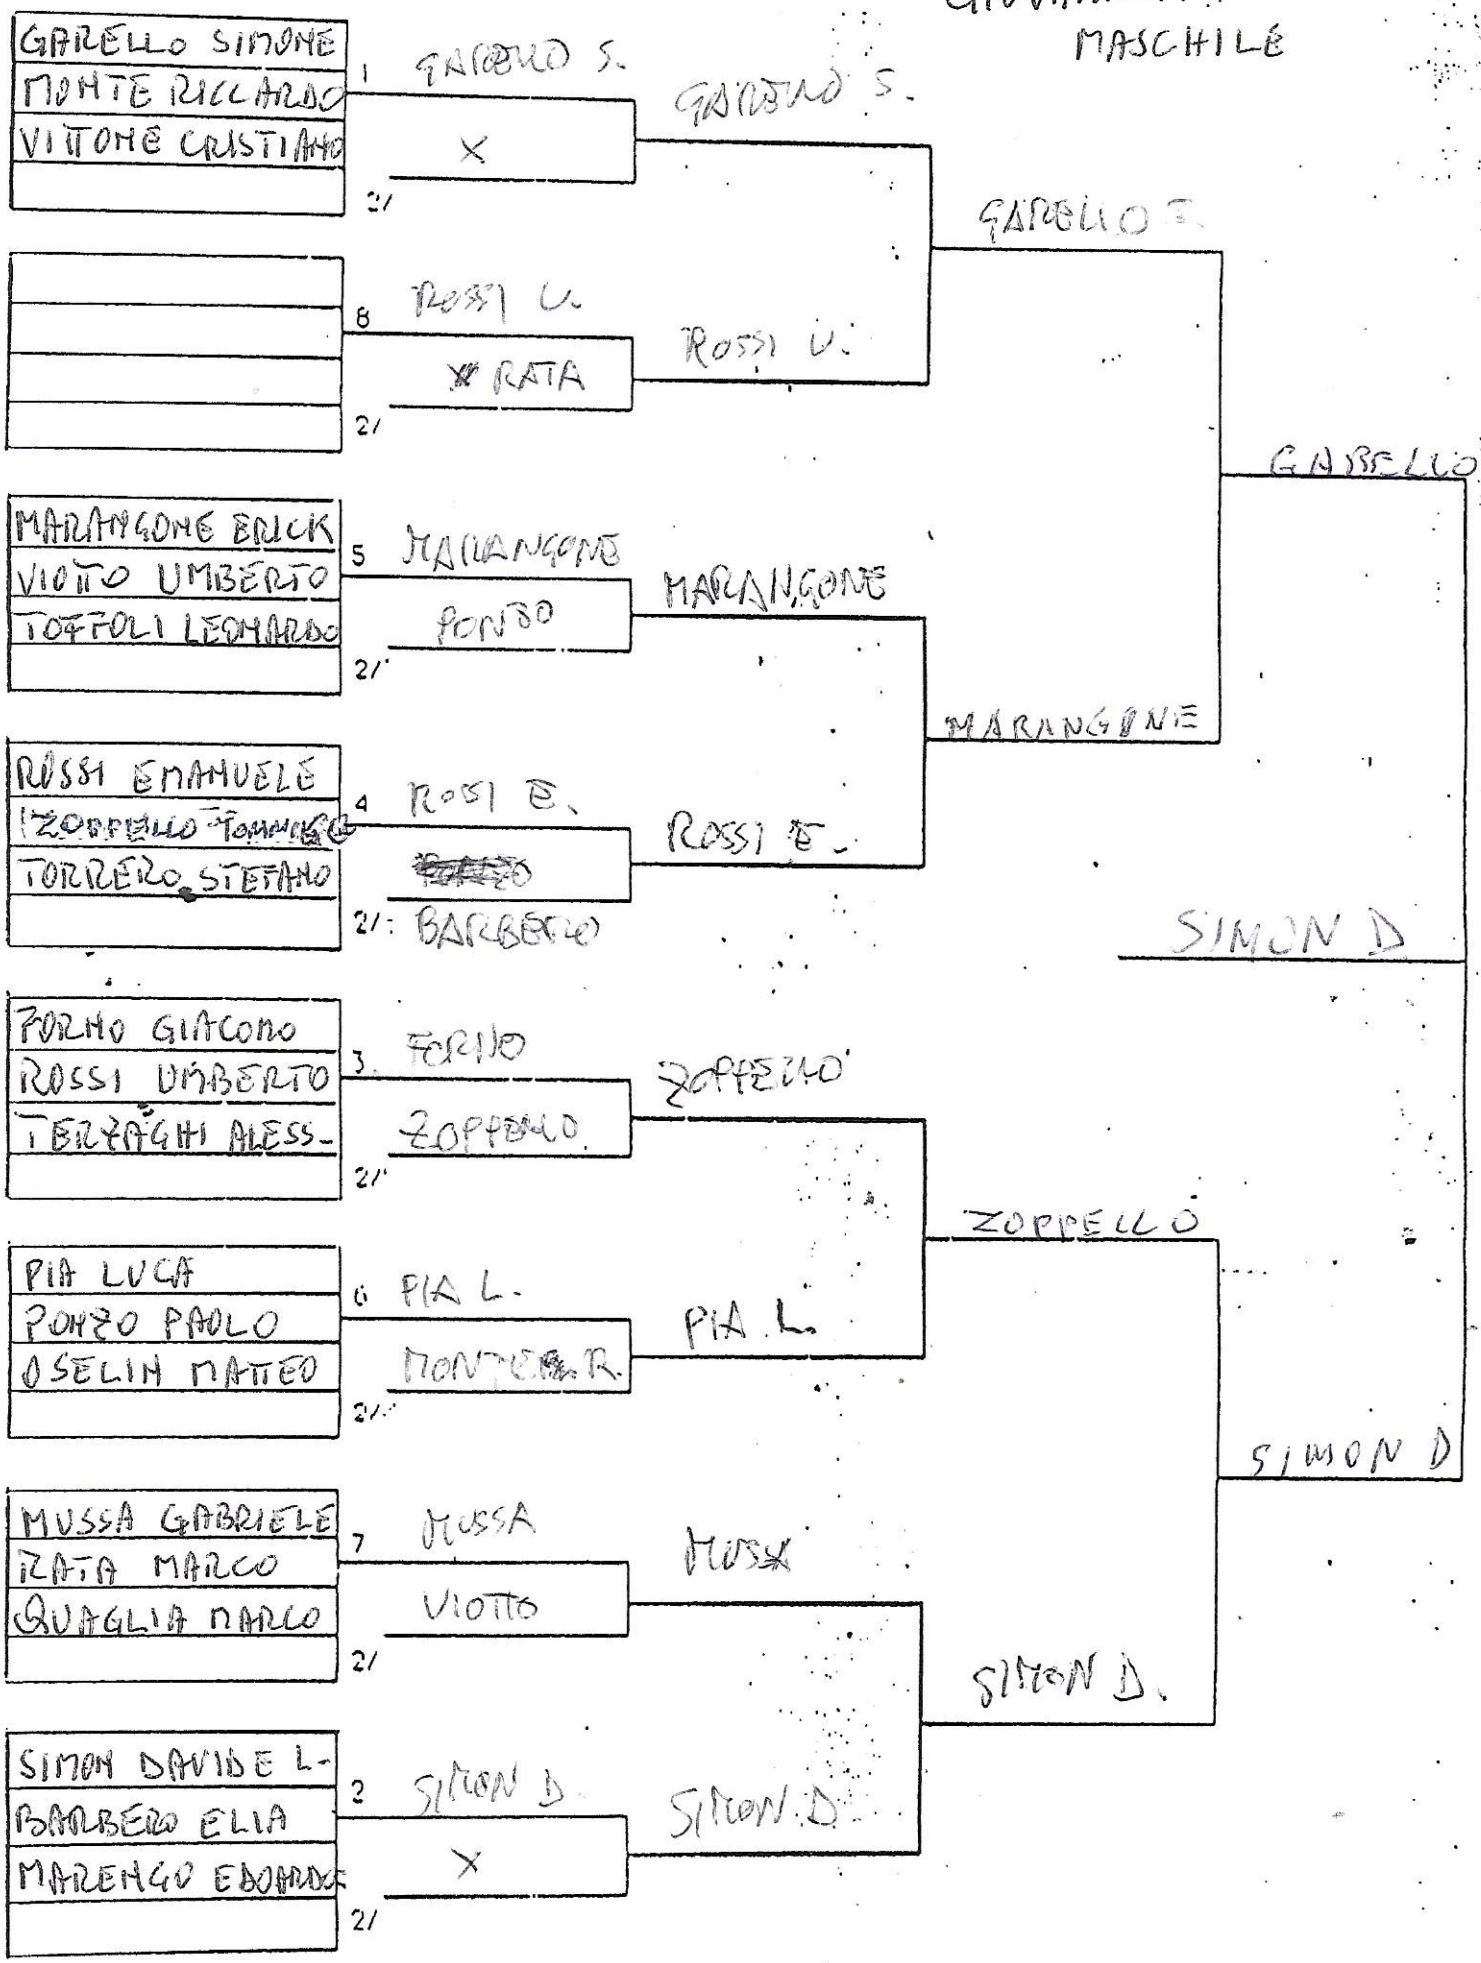 MASCHILE
GARELLO SIMONE
MONTE RICCARDO
VITTONE CRISTIANO
1 GARELLO S.
X
2/
GARELLO S.
GARELLO
8 ROSSI U.
RATA
2/
ROSSI U.
GARELLO
MARANGONE ERICK
VIOTTO UMBERTO
TOFFOLI LEONARDO
5 MARANGONE
PONZO
2/
MARANGONE
MARANGONE
ROSSI EMANUELE
ZOPPELLO TOMMASO
TORRERO STEFANO
4 ROSSI E.
2/ BARBERO
ROSSI E.
SIMON D
FORNO GIACOMO
ROSSI UMBERTO
TERZAGHI ALESS-
3 FORNO
ZOPPELLO
2/
ZOPPELLO
ZOPPELLO
PIA LUCA
PONZO PAOLO
OSELIN MATTEO
6 PIA L.
MONTE R.
2/
PIA L.
SIMON D
MUSSA GABRIELE
RATA MARCO
QUAGLIA MARCO
7 MUSSA
VIOTTO
2/
MUSSA
SIMON D.
SIMON DAVIDE L-
BARBERO ELIA
MARENGO EDOARDO
2 SIMON D.
X
2/
SIMON D